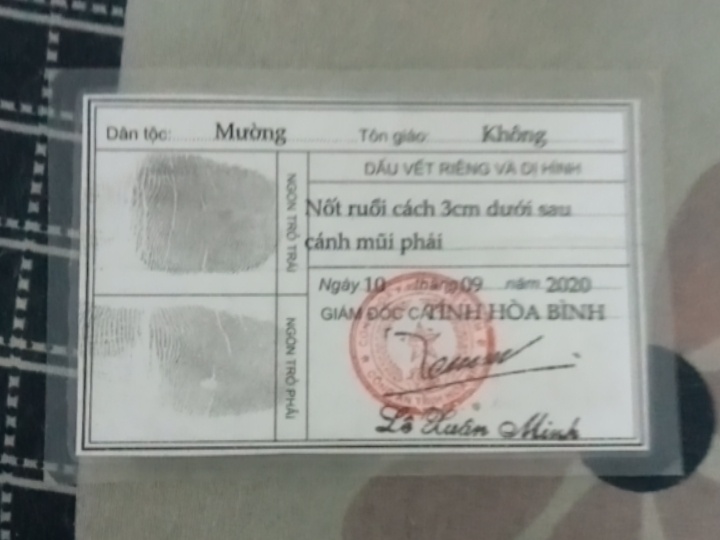 Dân tộc: Mường Tôn giáo: Không
DẤU VẾT RIÊNG VÀ DỊ HÌNH
Nốt ruồi cách 3cm dưới sau
cánh mũi phải
NGÓN TRỎ TRÁI
Ngày 10 tháng 09 năm 2020
GIÁM ĐỐC CA TỈNH HÒA BÌNH
NGÓN TRỎ PHẢI
Lê Xuân Minh